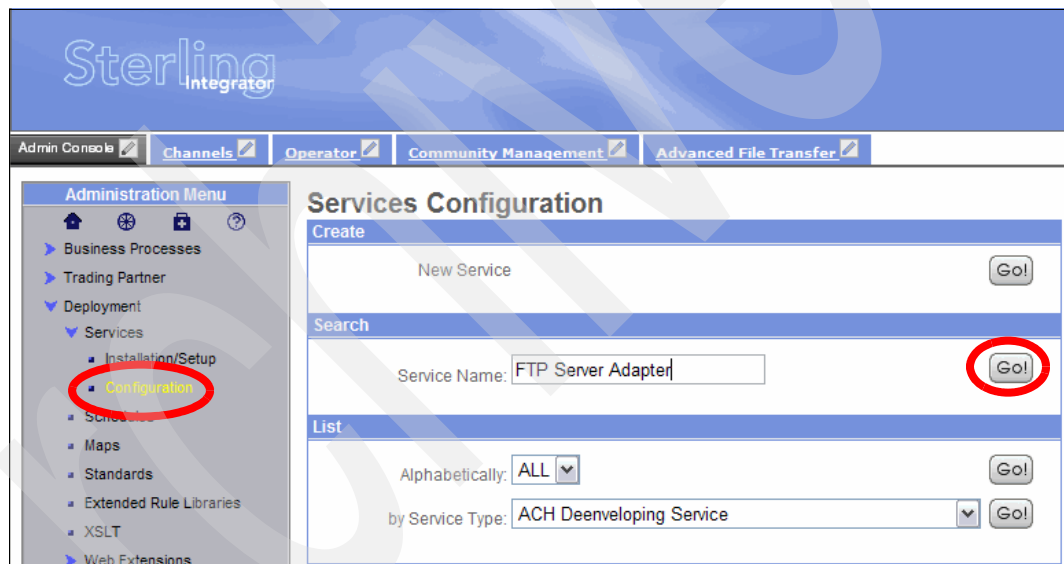 Sterling
Integrator
Admin Console
Channels
Operator
Community Management
Advanced File Transfer
Administration Menu
Business Processes
Trading Partner
Deployment
Services
Installation/Setup
Configuration
Schedules
Maps
Standards
Extended Rule Libraries
XSLT
Web Extensions
Services Configuration
Create
New Service Go!
Search
Service Name: FTP Server Adapter Go!
List
Alphabetically: ALL Go!
by Service Type: ACH Deenveloping Service Go!